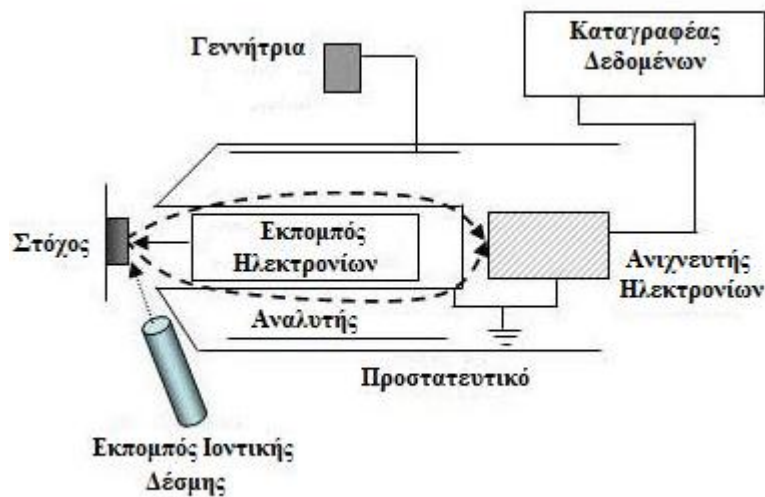 Γεννήτρια
Καταγραφέας
Δεδομένων
Στόχος
Εκπομπός
Ηλεκτρονίων
Ανιχνευτής
Ηλεκτρονίων
Αναλυτής
Προστατευτικό
Εκπομπός Ιοντικής
Δέσμης